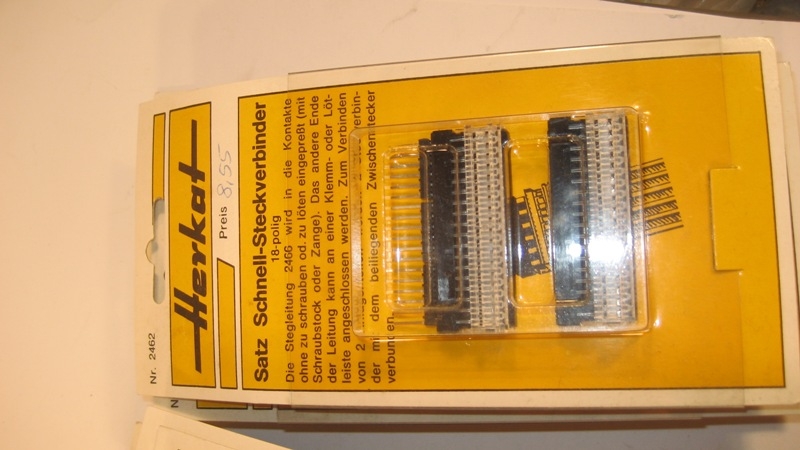 Nr. 2462
Herkat
Preis 8,55
Satz Schnell-Steckverbinder
18-polig
Die Stegleitung 2466 wird in die Kontakte
ohne zu schrauben od. zu löten eingepreßt (mit
Schraubstock oder Zange). Das andere Ende
der Leitung kann an einer Klemm- oder Löt-
leiste angeschlossen werden. Zum Verbinden
von 2
dem beiliegenden Zwischenstecker
verbunden.
N